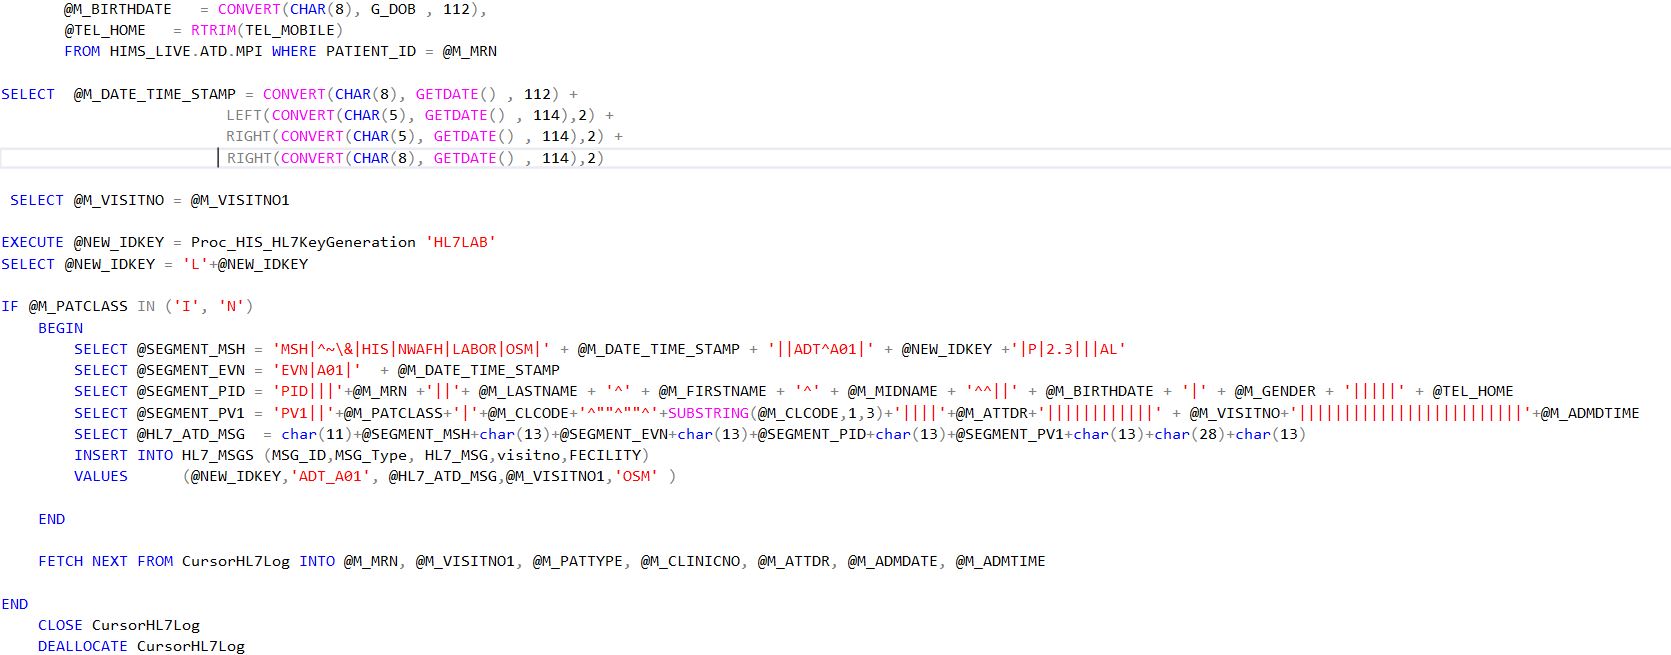 @M_BIRTHDATE   = CONVERT(CHAR(8), G_DOB , 112),
@TEL_HOME   = RTRIM(TEL_MOBILE)
FROM HIMS_LIVE.ATD.MPI WHERE PATIENT_ID = @M_MRN
SELECT  @M_DATE_TIME_STAMP = CONVERT(CHAR(8), GETDATE() , 112) +
LEFT(CONVERT(CHAR(5), GETDATE() , 114),2) +
RIGHT(CONVERT(CHAR(5), GETDATE() , 114),2) +
RIGHT(CONVERT(CHAR(8), GETDATE() , 114),2)
SELECT @M_VISITNO = @M_VISITNO1
EXECUTE @NEW_IDKEY = Proc_HIS_HL7KeyGeneration 'HL7LAB'
SELECT @NEW_IDKEY = 'L'+@NEW_IDKEY
IF @M_PATCLASS IN ('I', 'N')
BEGIN
SELECT @SEGMENT_MSH = 'MSH|^~\&|HIS|NWAFH|LABOR|OSM|' + @M_DATE_TIME_STAMP + '||ADT^A01|' + @NEW_IDKEY +'|P|2.3|||AL'
SELECT @SEGMENT_EVN = 'EVN|A01|'  + @M_DATE_TIME_STAMP
SELECT @SEGMENT_PID = 'PID|||'+@M_MRN +'||'+ @M_LASTNAME + '^' + @M_FIRSTNAME + '^' + @M_MIDNAME + '^^||' + @M_BIRTHDATE + '|' + @M_GENDER + '|||||' + @TEL_HOME
SELECT @SEGMENT_PV1 = 'PV1||'+@M_PATCLASS+'|'+@M_CLCODE+'^""^""^'+SUBSTRING(@M_CLCODE,1,3)+'||||'+@M_ATTDR+'||||||||||||' + @M_VISITNO+'|||||||||||||||||||||||||'+@M_ADMDTIME
SELECT @HL7_ATD_MSG  = char(11)+@SEGMENT_MSH+char(13)+@SEGMENT_EVN+char(13)+@SEGMENT_PID+char(13)+@SEGMENT_PV1+char(13)+char(28)+char(13)
INSERT INTO HL7_MSGS (MSG_ID,MSG_Type, HL7_MSG,visitno,FECILITY)
VALUES      (@NEW_IDKEY,'ADT_A01', @HL7_ATD_MSG,@M_VISITNO1,'OSM' )
END
FETCH NEXT FROM CursorHL7Log INTO @M_MRN, @M_VISITNO1, @M_PATTYPE, @M_CLINICNO, @M_ATTDR, @M_ADMDATE, @M_ADMTIME
END
CLOSE CursorHL7Log
DEALLOCATE CursorHL7Log